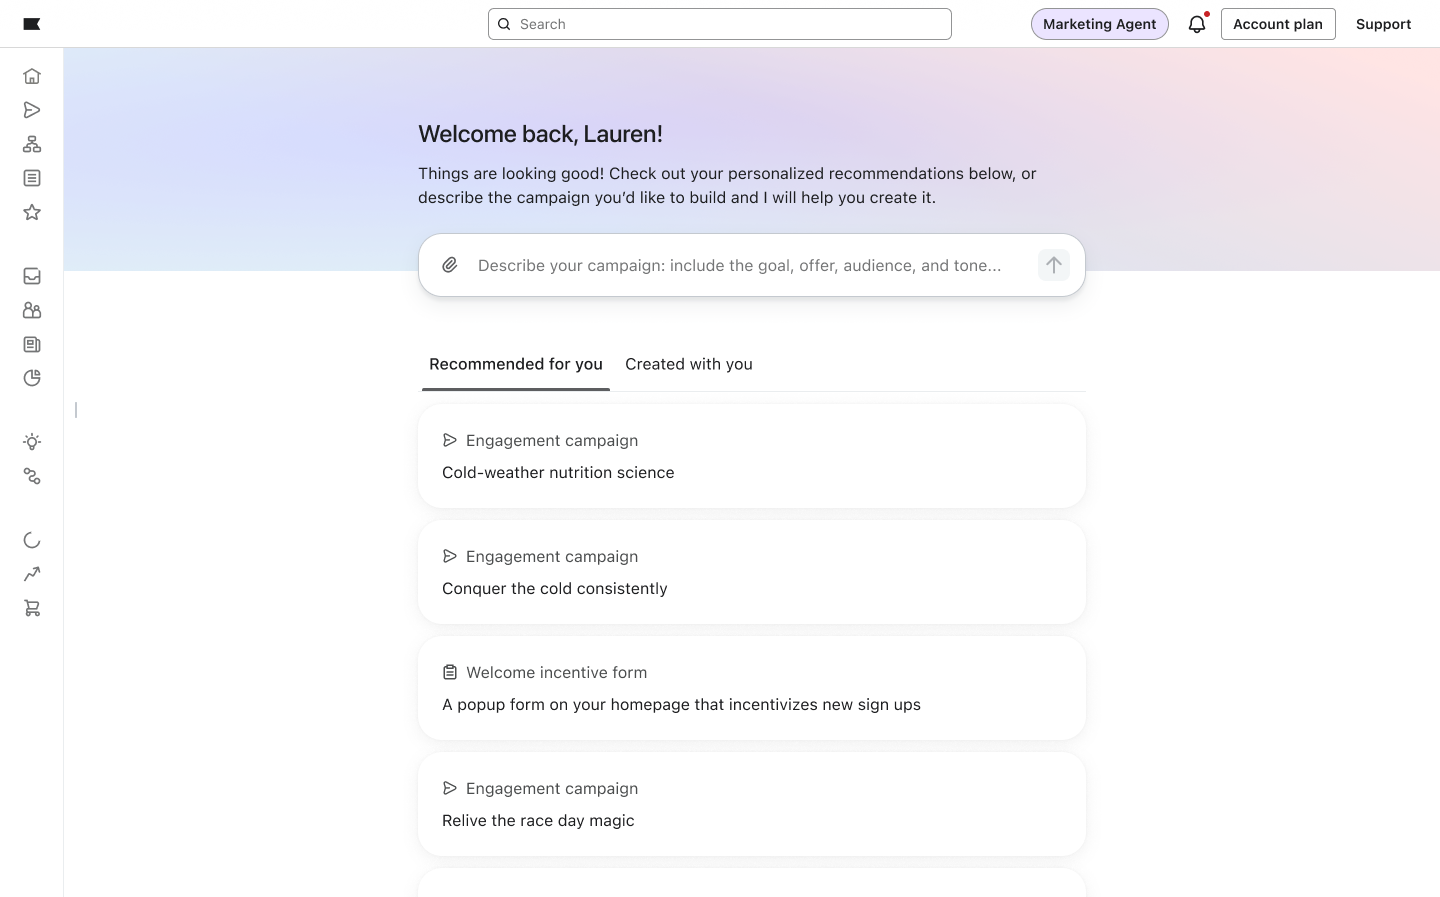 Search
Marketing Agent
Account plan
Support
Welcome back, Lauren!
Things are looking good! Check out your personalized recommendations below, or
describe the campaign you’d like to build and I will help you create it.
Describe your campaign: include the goal, offer, audience, and tone...
Recommended for you
Created with you
Engagement campaign
Cold-weather nutrition science
Engagement campaign
Conquer the cold consistently
Welcome incentive form
A popup form on your homepage that incentivizes new sign ups
Engagement campaign
Relive the race day magic